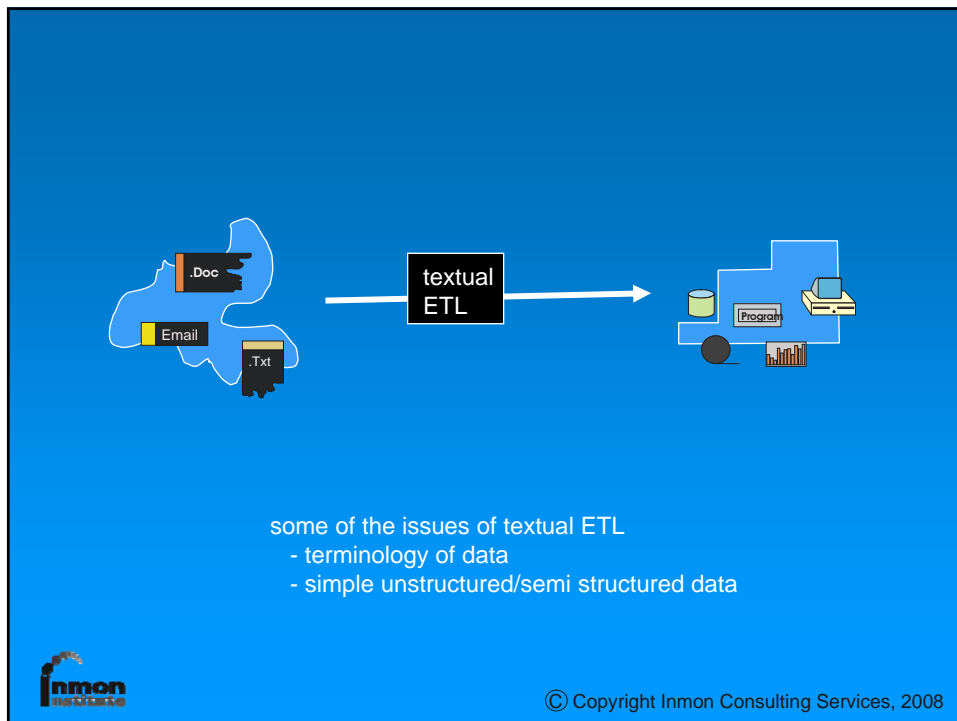 .Doc
Email
.Txt
textual
ETL
Program
some of the issues of textual ETL
- terminology of data
- simple unstructured/semi structured data
Inmon
Institute
© Copyright Inmon Consulting Services, 2008